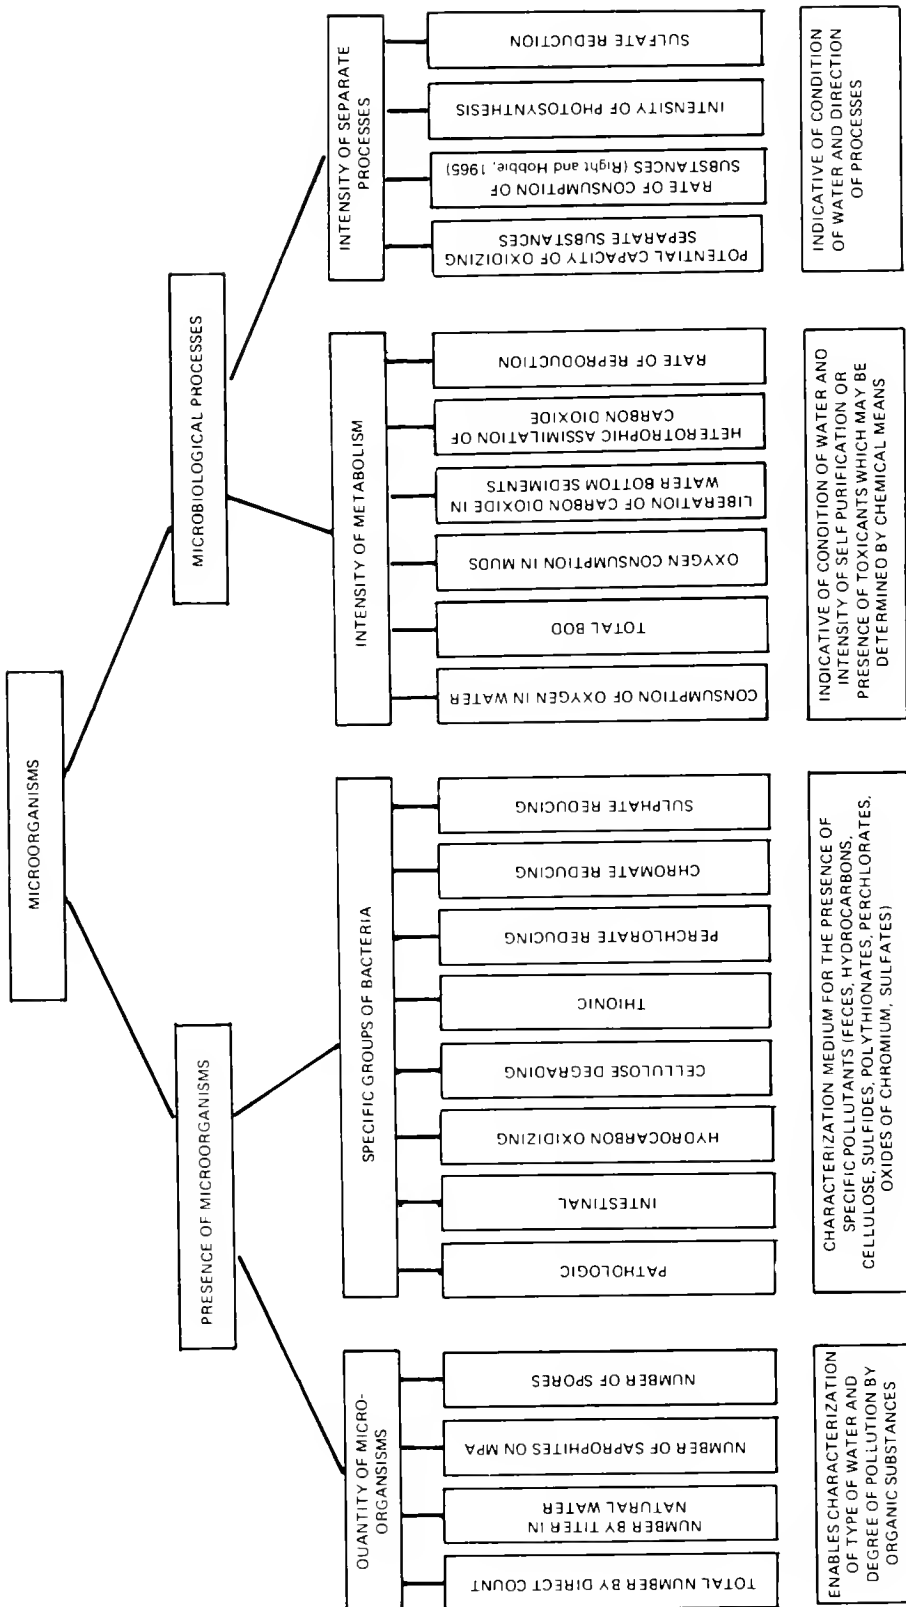 MICROORGANISMS
PRESENCE OF MICROORGANISMS
MICROBIOLOGICAL PROCESSES
QUANTITY OF MICRO-
ORGANSISMS
SPECIFIC GROUPS OF BACTERIA
INTENSITY OF METABOLISM
INTENSITY OF SEPARATE
PROCESSES
TOTAL NUMBER BY DIRECT COUNT
NUMBER BY TITER IN
NATURAL WATER
NUMBER OF SAPROPHITES ON MPA
NUMBER OF SPORES
PATHOLOGIC
INTESTINAL
HYDROCARBON OXIDIZING
CELLULOSE DEGRADING
THIONIC
PERCHLORATE REDUCING
CHROMATE REDUCING
SULPHATE REDUCING
CONSUMPTION OF OXYGEN IN WATER
TOTAL BOD
OXYGEN CONSUMPTION IN MUDS
LIBERATION OF CARBON DIOXIDE IN
WATER BOTTOM SEDIMENTS
HETEROTROPHIC ASSIMILATION OF
CARBON DIOXIDE
RATE OF REPRODUCTION
POTENTIAL CAPACITY OF OXIDIZING
SEPARATE SUBSTANCES
RATE OF CONSUMPTION OF
SUBSTANCES (Right and Hobbie, 1965)
INTENSITY OF PHOTOSYNTHESIS
SULFATE REDUCTION
ENABLES CHARACTERIZATION
OF TYPE OF WATER AND
DEGREE OF POLLUTION BY
ORGANIC SUBSTANCES
CHARACTERIZATION MEDIUM FOR THE PRESENCE OF
SPECIFIC POLLUTANTS (FECES, HYDROCARBONS,
CELLULOSE, SULFIDES, POLYTHIONATES, PERCHLORATES,
OXIDES OF CHROMIUM, SULFATES)
INDICATIVE OF CONDITION OF WATER AND
INTENSITY OF SELF PURIFICATION OR
PRESENCE OF TOXICANTS WHICH MAY BE
DETERMINED BY CHEMICAL MEANS
INDICATIVE OF CONDITION
OF WATER AND DIRECTION
OF PROCESSES